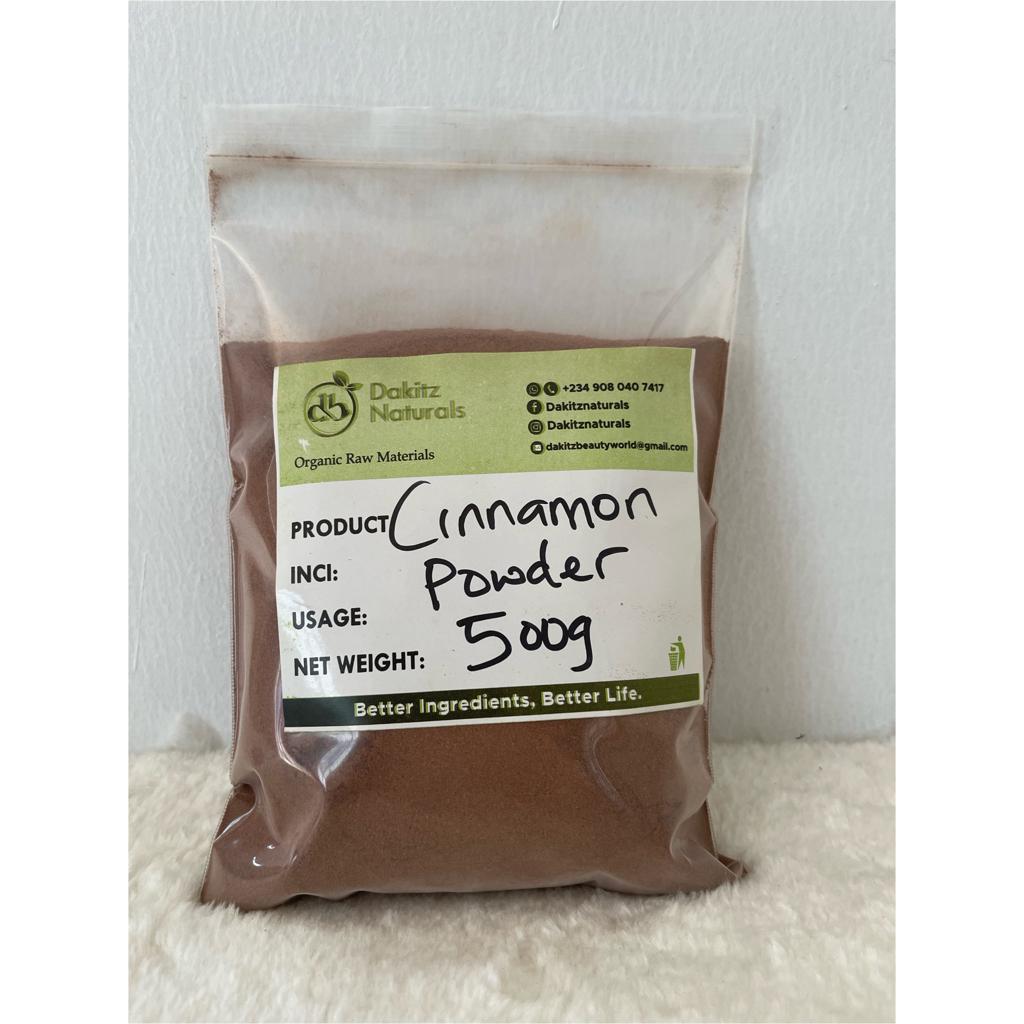 db
Dakitz
Naturals
Organic Raw Materials
+234 908 040 7417
Dakitznaturals
Dakitznaturals
dakitzbeautyworld@gmail.com
PRODUCT Cinnamon
INCI: Powder
USAGE:
NET WEIGHT: 500g
Better Ingredients, Better Life.